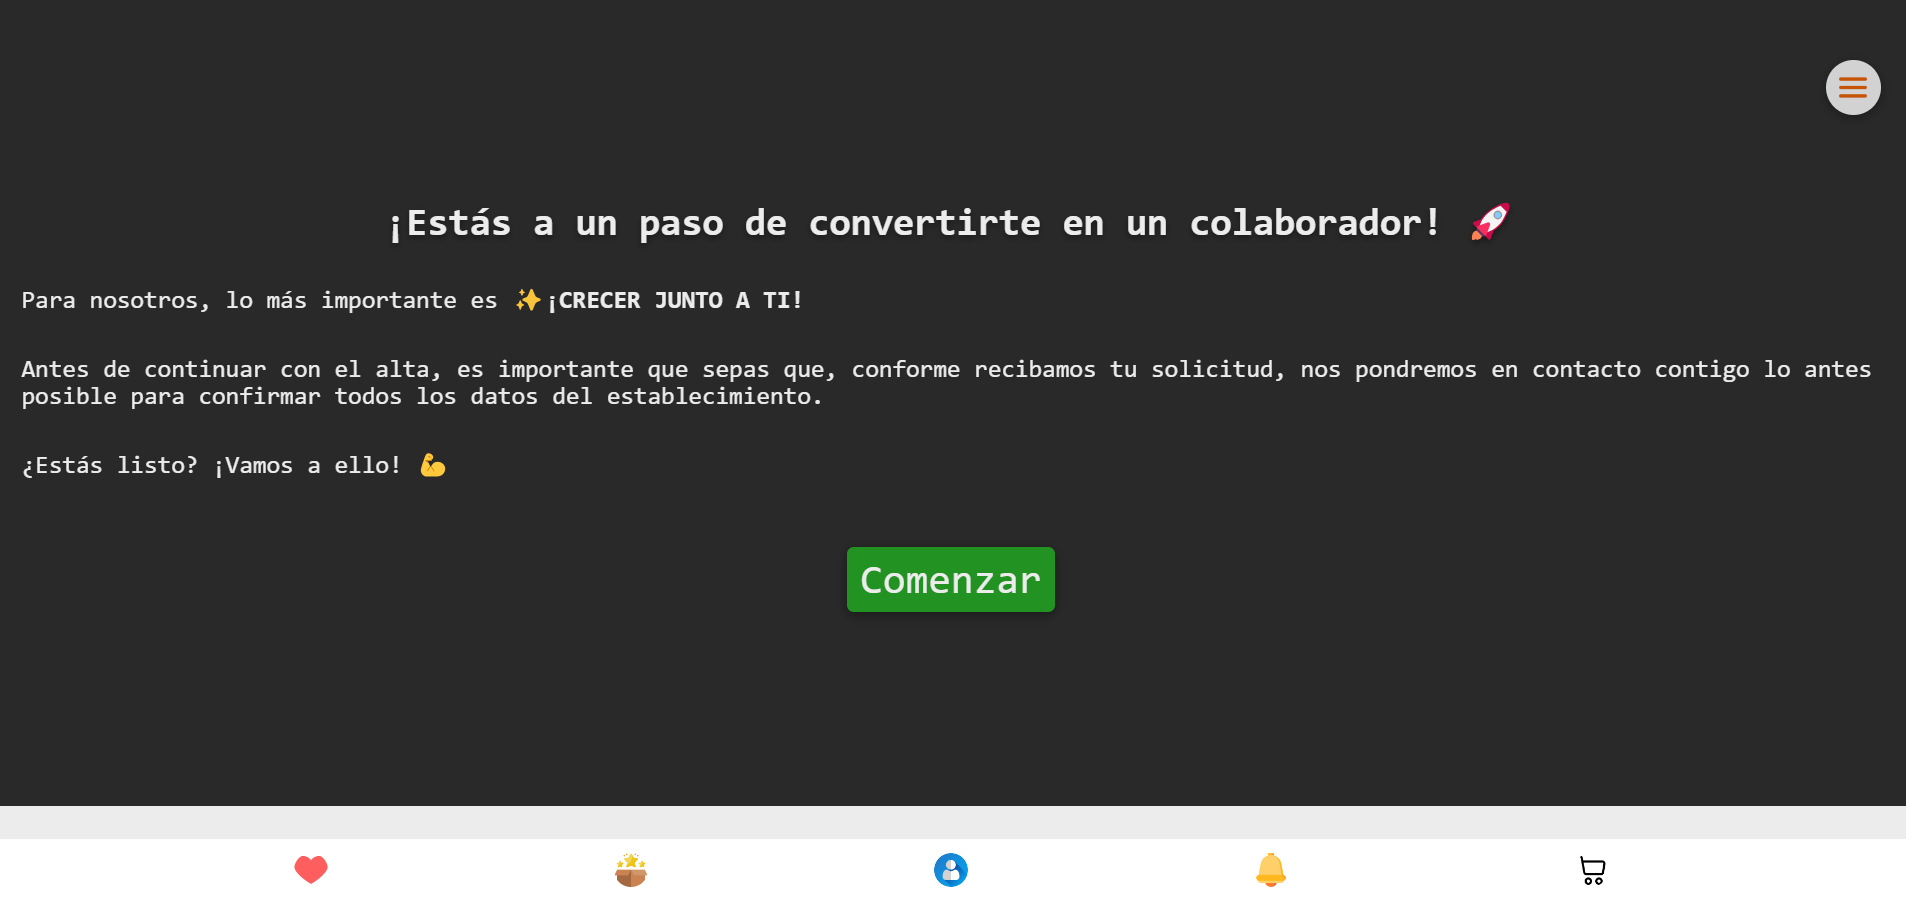 ¡Estás a un paso de convertirte en un colaborador! 🚀
Para nosotros, lo más importante es ✨¡CRECER JUNTO A TI!
Antes de continuar con el alta, es importante que sepas que, conforme recibamos tu solicitud, nos pondremos en contacto contigo lo antes
posible para confirmar todos los datos del establecimiento.
¿Estás listo? ¡Vamos a ello! 💪
Comenzar